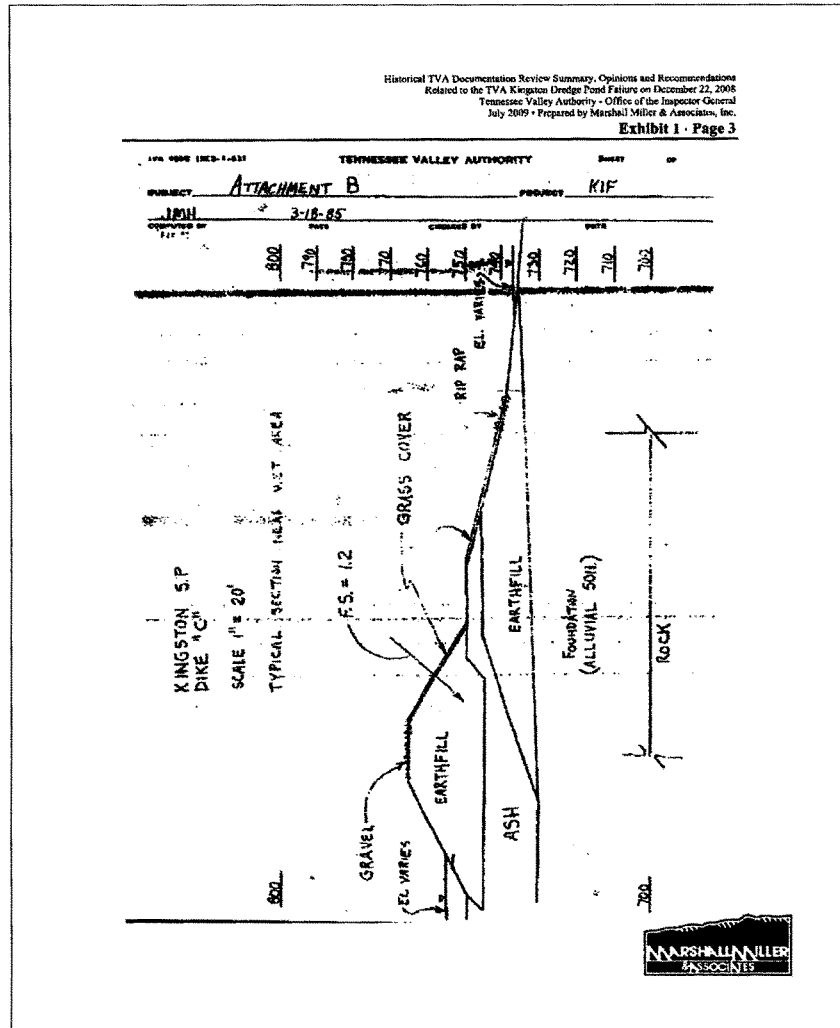 Historical TVA Documentation Review Summary, Opinions and Recommendations
Related to the TVA Kingston Dredge Pond Failure on December 22, 2008
Tennessee Valley Authority - Office of the Inspector General
July 2009 • Prepared by Marshall Miller & Associates, Inc.
Exhibit 1 - Page 3
TENNESSEE VALLEY AUTHORITY
SHEET OF
SUBJECT ATTACHMENT B PROJECT KIF
JMH 3-18-85
COMPUTED BY DATE CHECKED BY DATE
800 790 780 770 760 750 740 730 720 710 700
EL. VARIES
RIP RAP
GRASS COVER
F.S. = 1.2
KINGSTON S.P.
DIKE "C"
SCALE 1" = 20'
TYPICAL SECTION NEAR WET AREA
EARTHFILL
FOUNDATION
(ALLUVIAL SOIL)
ROCK
GRAVEL
EARTHFILL
ASH
EL VARIES
800
700
MARSHALL MILLER
& ASSOCIATES